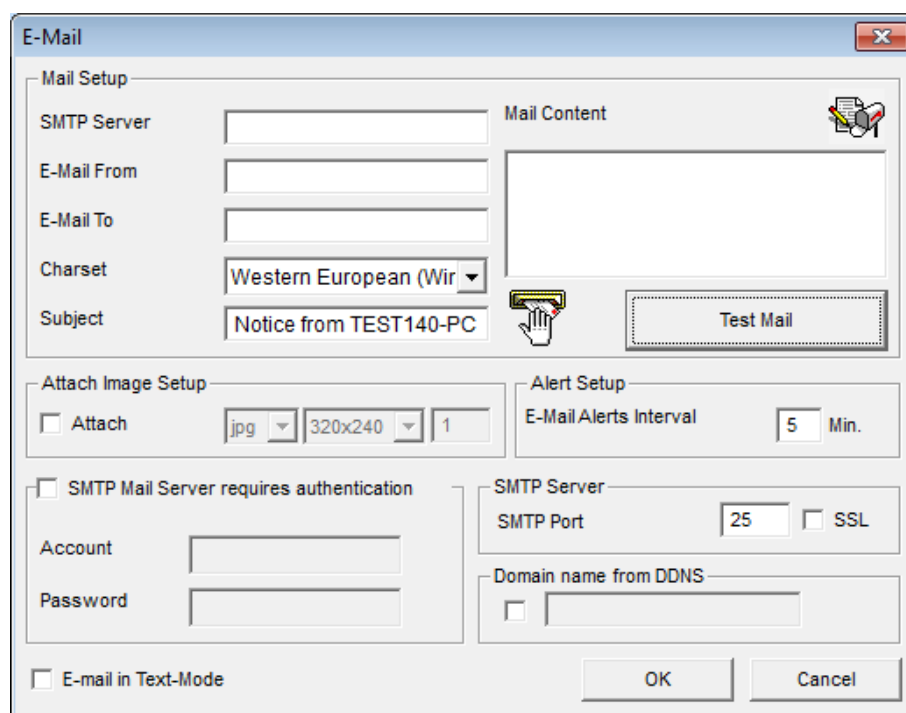 E-Mail
Mail Setup
SMTP Server
Mail Content
E-Mail From
E-Mail To
Charset
Western European (Wir
Subject
Notice from TEST140-PC
Test Mail
Attach Image Setup
Attach
jpg
320x240
1
Alert Setup
E-Mail Alerts Interval
5
Min.
SMTP Mail Server requires authentication
Account
Password
SMTP Server
SMTP Port
25
SSL
Domain name from DDNS
E-mail in Text-Mode
OK
Cancel